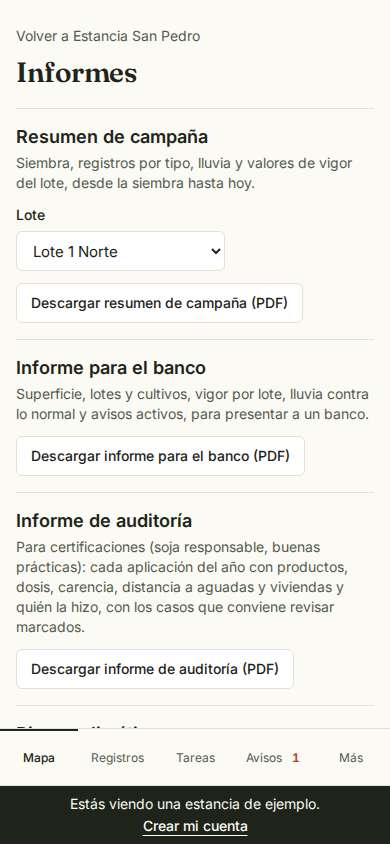 Volver a Estancia San Pedro
Informes
Resumen de campaña
Siembra, registros por tipo, lluvia y valores de vigor
del lote, desde la siembra hasta hoy.
Lote
Lote 1 Norte
Descargar resumen de campaña (PDF)
Informe para el banco
Superficie, lotes y cultivos, vigor por lote, lluvia contra
lo normal y avisos activos, para presentar a un banco.
Descargar informe para el banco (PDF)
Informe de auditoría
Para certificaciones (soja responsable, buenas
prácticas): cada aplicación del año con productos,
dosis, carencia, distancia a aguadas y viviendas y
quién la hizo, con los casos que conviene revisar
marcados.
Descargar informe de auditoría (PDF)
Mapa
Registros
Tareas
Avisos 1
Más
Estás viendo una estancia de ejemplo.
Crear mi cuenta